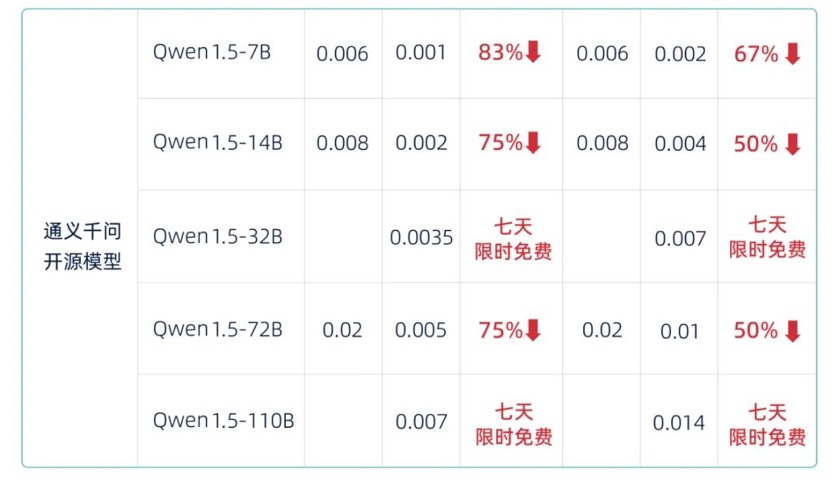 通义千问
开源模型
Qwen1.5-7B 0.006 0.001 83% 0.006 0.002 67%
Qwen1.5-14B 0.008 0.002 75% 0.008 0.004 50%
Qwen1.5-32B 0.0035 七天 0.007 七天
限时免费 限时免费
Qwen1.5-72B 0.02 0.005 75% 0.02 0.01 50%
Qwen1.5-110B 0.007 七天 0.014 七天
限时免费 限时免费